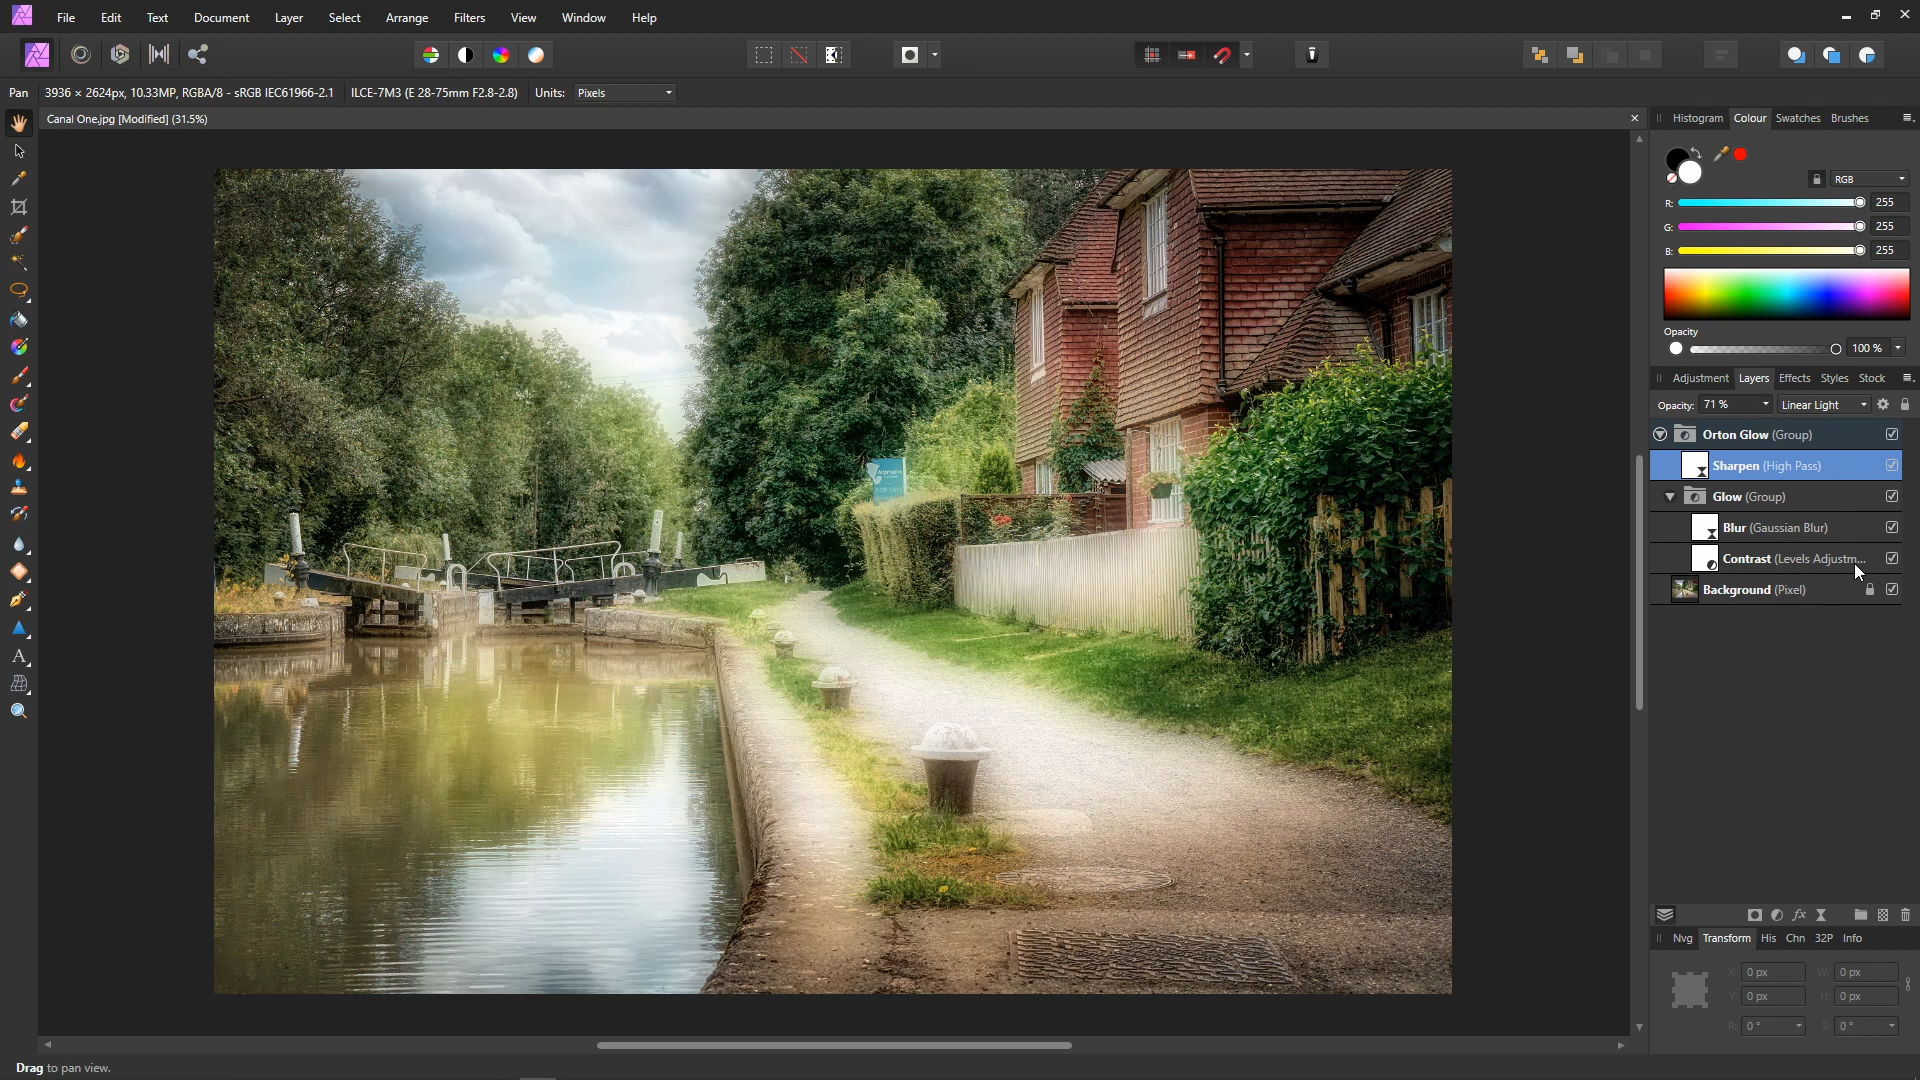 File Edit Text Document Layer Select Arrange Filters View Window Help
Pan 3936 × 2624px, 10.33MP, RGBA/8 - sRGB IEC61966-2.1 ILCE-7M3 (E 28-75mm F2.8-2.8) Units: Pixels
Canal One.jpg [Modified] (31.5%)
Histogram Colour Swatches Brushes
RGB
R: 255
G: 255
B: 255
Opacity
100 %
Adjustment Layers Effects Styles Stock
Opacity: 71 % Linear Light
Orton Glow (Group)
Sharpen (High Pass)
Glow (Group)
Blur (Gaussian Blur)
Contrast (Levels Adjustm...
Background (Pixel)
fx
Nvg Transform His Chn 32P Info
X: 0 px W: 0 px
Y: 0 px H: 0 px
R: 0 ° S: 0 °
A
FOR SALE
Drag to pan view.